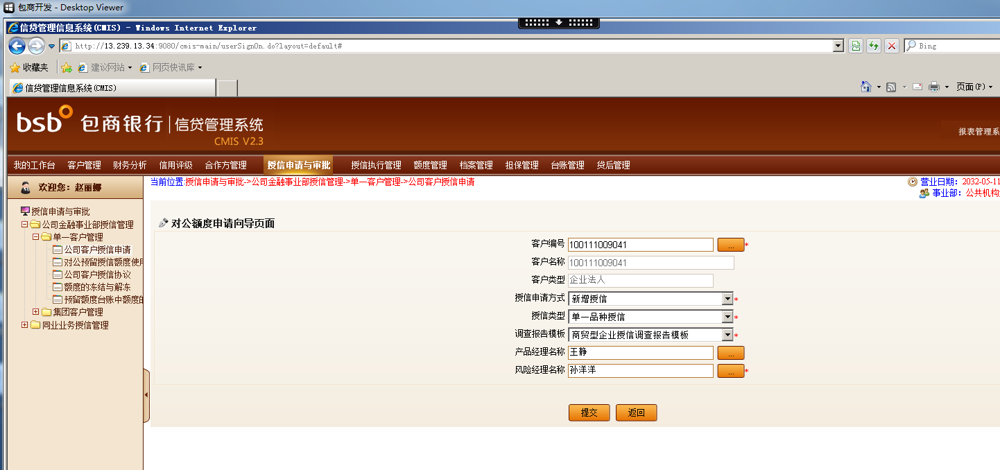 包商开发 - Desktop Viewer
信贷管理信息系统(CMIS) - Windows Internet Explorer
http://13.239.13.34:9080/cmis-main/userSignOn.do?layout=default#
Bing
收藏夹 建议网站 网页快讯库
信贷管理信息系统(CMIS)
页面(P)
bsb 包商银行 信贷管理系统
CMIS V2.3
报表管理系
我的工作台 客户管理 财务分析 信用评级 合作方管理 授信申请与审批 授信执行管理 额度管理 档案管理 担保管理 台账管理 贷后管理
欢迎您: 赵丽娜
当前位置:授信申请与审批->公司金融事业部授信管理->单一客户管理->公司客户授信申请
营业日期: 2032-05-11
事业部: 公共机构
授信申请与审批
公司金融事业部授信管理
单一客户管理
公司客户授信申请
对公预留授信额度使用
公司客户授信协议
额度的冻结与解冻
预留额度台账中额度的
集团客户管理
同业业务授信管理
对公额度申请向导页面
客户编号 100111009041 ... *
客户名称 100111009041
客户类型 企业法人
授信申请方式 新增授信 *
授信类型 单一品种授信 *
调查报告模板 商贸型企业授信调查报告模板 *
产品经理名称 王静 ...
风险经理名称 孙洋洋 ... *
提交 返回